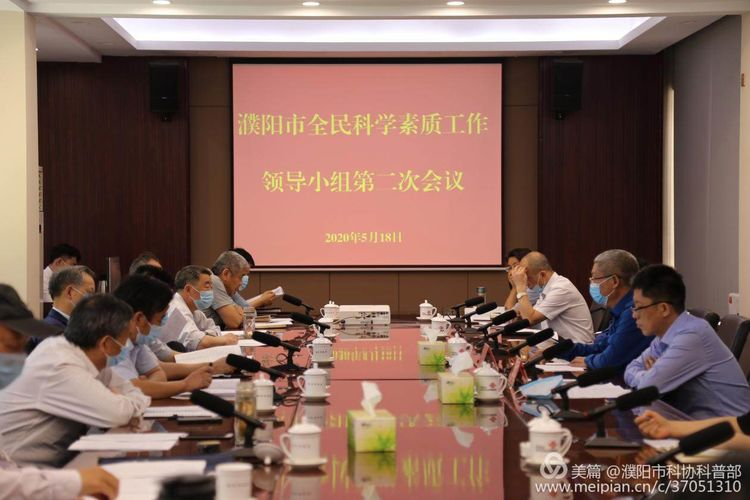 濮阳市全民科学素质工作
领导小组第二次会议
2020年5月18日
美篇 @濮阳市科协科普部
www.meipian.cn/c/37051310